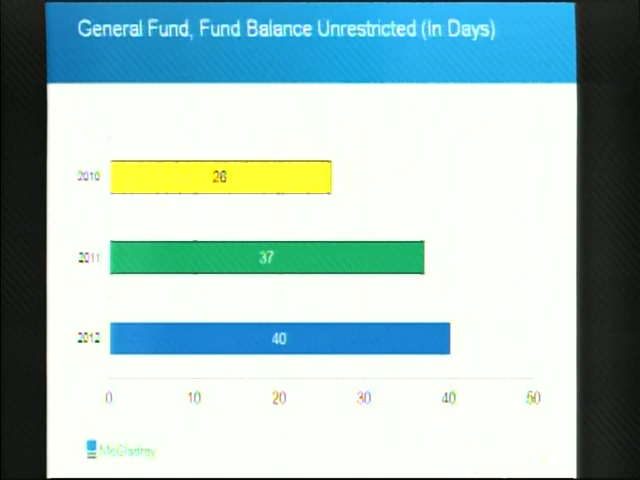 General Fund, Fund Balance Unrestricted (In Days)
2010 26
2011 37
2012 40
0 10 20 30 40 50
McGladrey